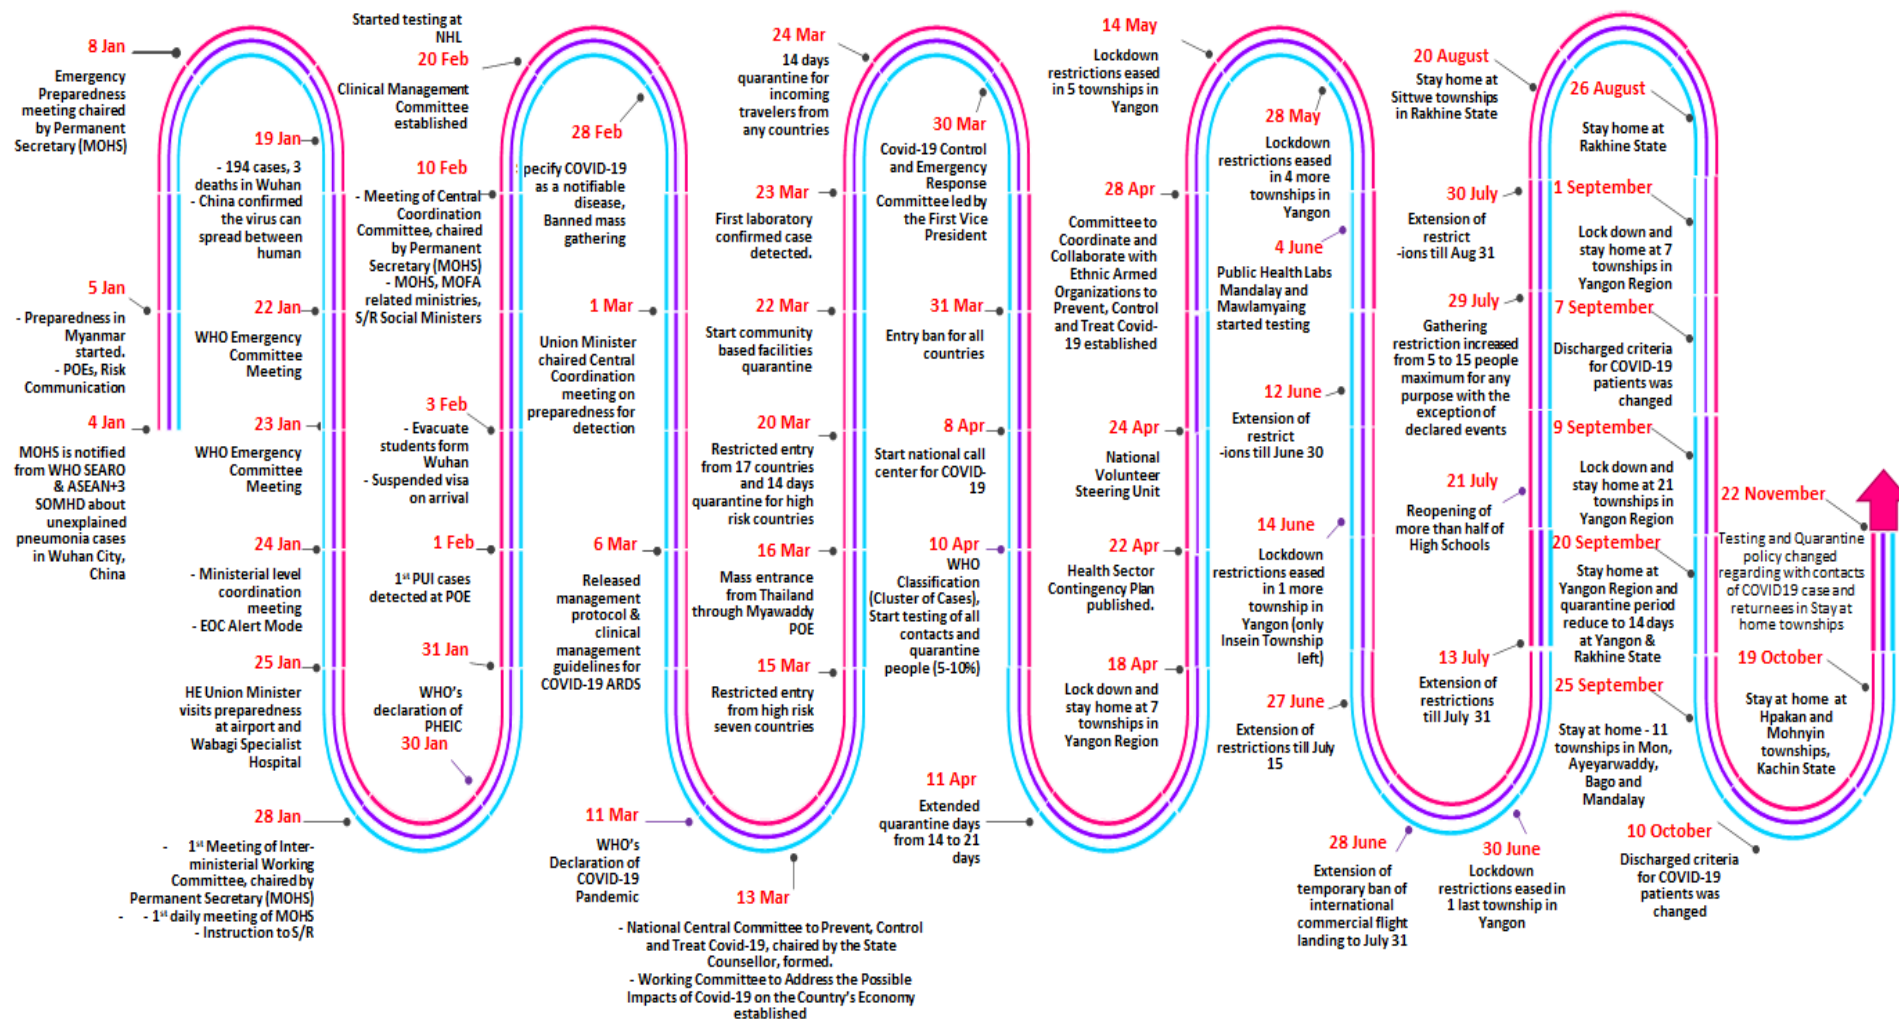 8 Jan
Emergency
Preparedness
meeting chaired
by Permanent
Secretary (MOHS)
5 Jan
- Preparedness in
Myanmar
started.
- POEs, Risk
Communication
4 Jan
MOHS is notified
from WHO SEARO
& ASEAN+3
SOMHD about
unexplained
pneumonia cases
in Wuhan City,
China
19 Jan
- 194 cases, 3
deaths in Wuhan
- China confirmed
the virus can
spread between
human
22 Jan
WHO Emergency
Committee
Meeting
23 Jan
WHO Emergency
Committee
Meeting
24 Jan
- Ministerial level
coordination
meeting
- EOC Alert Mode
25 Jan
HE Union Minister
visits preparedness
at airport and
Wabagi Specialist
Hospital
28 Jan
- 1st Meeting of Inter-
ministerial Working
Committee, chaired by
Permanent Secretary (MOHS)
- - 1st daily meeting of MOHS
- Instruction to S/R
Started testing at
NHL
20 Feb
Clinical Management
Committee
established
10 Feb
- Meeting of Central
Coordination
Committee, chaired
by Permanent
Secretary (MOHS)
- MOHS, MOFA
related ministries,
S/R Social Ministers
3 Feb
- Evacuate
students form
Wuhan
- Suspended visa
on arrival
1 Feb
1st PUI cases
detected at POE
31 Jan
WHO's
declaration of
PHEIC
30 Jan
28 Feb
pecify COVID-19
as a notifiable
disease,
Banned mass
gathering
1 Mar
Union Minister
chaired Central
Coordination
meeting on
preparedness for
detection
6 Mar
Released
management
protocol &
clinical
management
guidelines for
COVID-19 ARDS
11 Mar
WHO's
Declaration of
COVID-19
Pandemic
13 Mar
- National Central Committee to Prevent, Control
and Treat Covid-19, chaired by the State
Counsellor, formed.
- Working Committee to Address the Possible
Impacts of Covid-19 on the Country's Economy
established
24 Mar
14 days
quarantine for
incoming
travelers from
any countries
23 Mar
First laboratory
confirmed case
detected.
22 Mar
Start community
based facilities
quarantine
20 Mar
Restricted entry
from 17 countries
and 14 days
quarantine for high
risk countries
16 Mar
Mass entrance
from Thailand
through Myawaddy
POE
15 Mar
Restricted entry
from high risk
seven countries
30 Mar
Covid-19 Control
and Emergency
Response
Committee led by
the First Vice
President
31 Mar
Entry ban for all
countries
8 Apr
Start national call
center for COVID-
19
10 Apr
WHO
Classification
(Cluster of Cases),
Start testing of all
contacts and
quarantine
people (5-10%)
11 Apr
Extended
quarantine days
from 14 to 21
days
14 May
Lockdown
restrictions eased
in 5 townships in
Yangon
28 Apr
Committee to
Coordinate and
Collaborate with
Ethnic Armed
Organizations to
Prevent, Control
and Treat Covid-
19 established
24 Apr
National
Volunteer
Steering Unit
22 Apr
Health Sector
Contingency Plan
published.
18 Apr
Lock down and
stay home at 7
townships in
Yangon Region
28 May
Lockdown
restrictions eased
in 4 more
townships in
Yangon
4 June
Public Health Labs
Mandalay and
Mawlamyaing
started testing
12 June
Extension of
restrict
-ions till June 30
14 June
Lockdown
restrictions eased
in 1 more
township in
Yangon (only
Insein Township
left)
27 June
Extension of
restrictions till July
15
28 June
Extension of
temporary ban of
international
commercial flight
landing to July 31
30 June
Lockdown
restrictions eased in
1 last township in
Yangon
20 August
Stay home at
Sittwe townships
in Rakhine State
30 July
Extension of
restrict
-ions till Aug 31
29 July
Gathering
restriction increased
from 5 to 15 people
maximum for any
purpose with the
exception of
declared events
21 July
Reopening of
more than half of
High Schools
13 July
Extension of
restrictions
till July 31
26 August
Stay home at
Rakhine State
1 September
Lock down and
stay home at 7
townships in
Yangon Region
7 September
Discharged criteria
for COVID-19
patients was
changed
9 September
Lock down and
stay home at 21
townships in
Yangon Region
20 September
Stay home at
Yangon Region and
quarantine period
reduce to 14 days
at Yangon &
Rakhine State
25 September
Stay at home - 11
townships in Mon,
Ayeyarwaddy,
Bago and
Mandalay
10 October
Discharged criteria
for COVID-19
patients was
changed
22 November
Testing and Quarantine
policy changed
regarding with contacts
of COVID19 case and
returnees in Stay at
home townships
19 October
Stay at home at
Hpakan and
Mohnyin
townships,
Kachin State